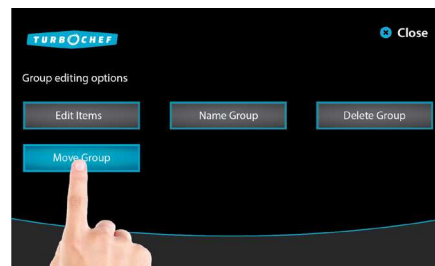 TURBOCHEF
Close
Group editing options
Edit Items
Name Group
Delete Group
Move Group